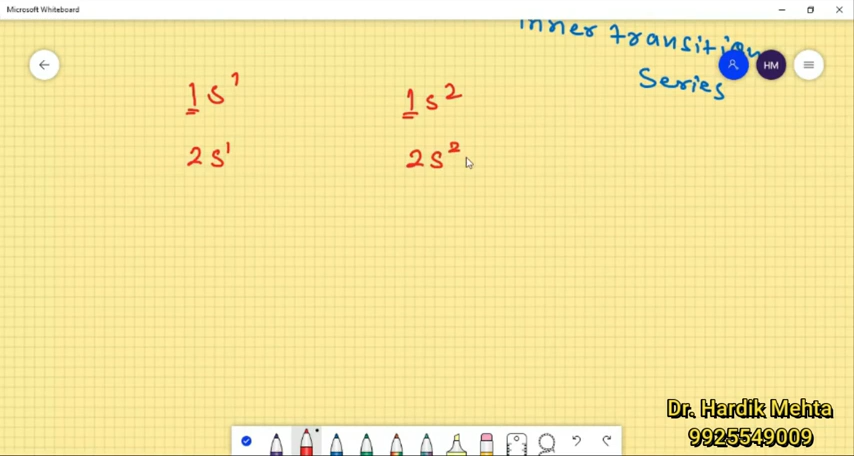 Microsoft Whiteboard
inner transition
Series
HM
1s¹ 1s²
2s¹ 2s²
Dr. Hardik Mehta
9925549009